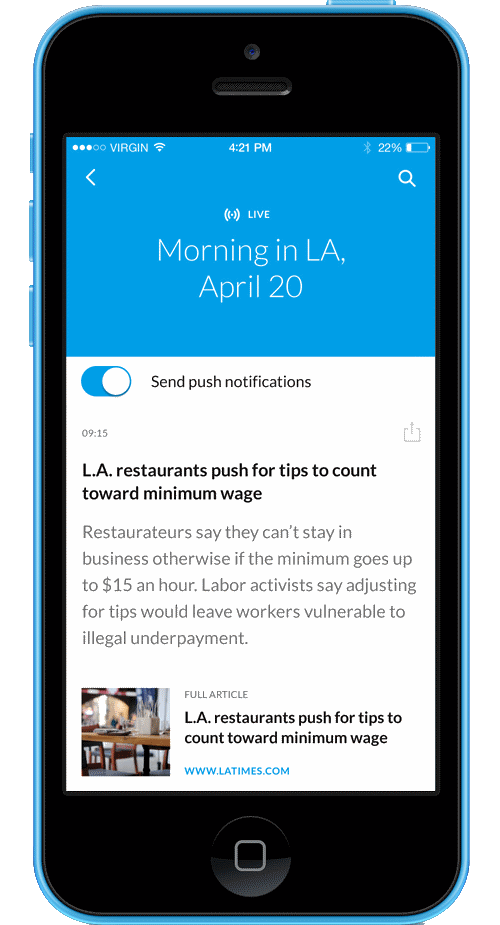 VIRGIN 4:21 PM 22%
LIVE
Morning in LA,
April 20
Send push notifications
09:15
L.A. restaurants push for tips to count
toward minimum wage
Restaurateurs say they can't stay in
business otherwise if the minimum goes up
to $15 an hour. Labor activists say adjusting
for tips would leave workers vulnerable to
illegal underpayment.
FULL ARTICLE
L.A. restaurants push for tips to
count toward minimum wage
WWW.LATIMES.COM